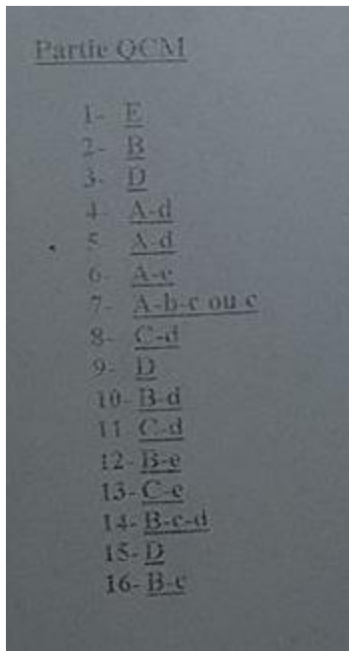 Partie QCM
1- E
2- B
3- D
4- A-d
5- A-d
6- A-e
7- A-b-c ou c
8- C-d
9- D
10- B-d
11- C-d
12- B-e
13- C-e
14- B-c-d
15- D
16- B-c